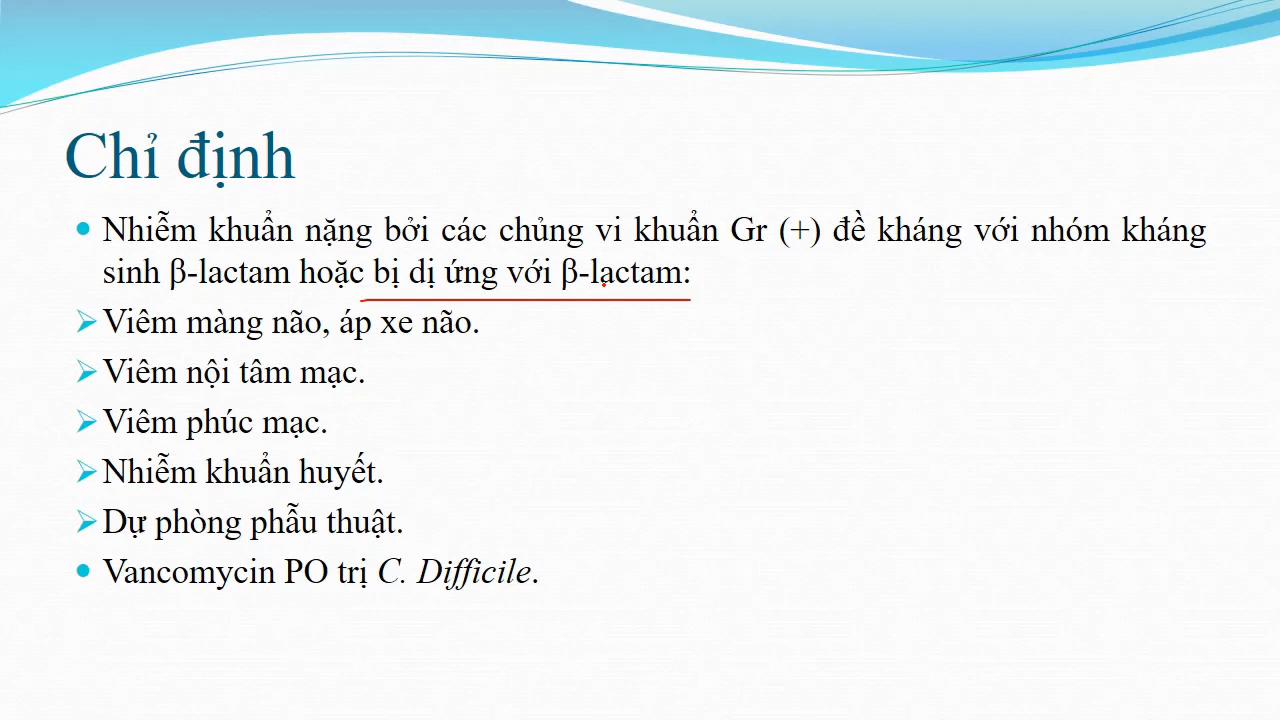 Chỉ định
Nhiễm khuẩn nặng bởi các chủng vi khuẩn Gr (+) đề kháng với nhóm kháng
sinh β-lactam hoặc bị dị ứng với β-lactam:
Viêm màng não, áp xe não.
Viêm nội tâm mạc.
Viêm phúc mạc.
Nhiễm khuẩn huyết.
Dự phòng phẫu thuật.
Vancomycin PO trị C. Difficile.